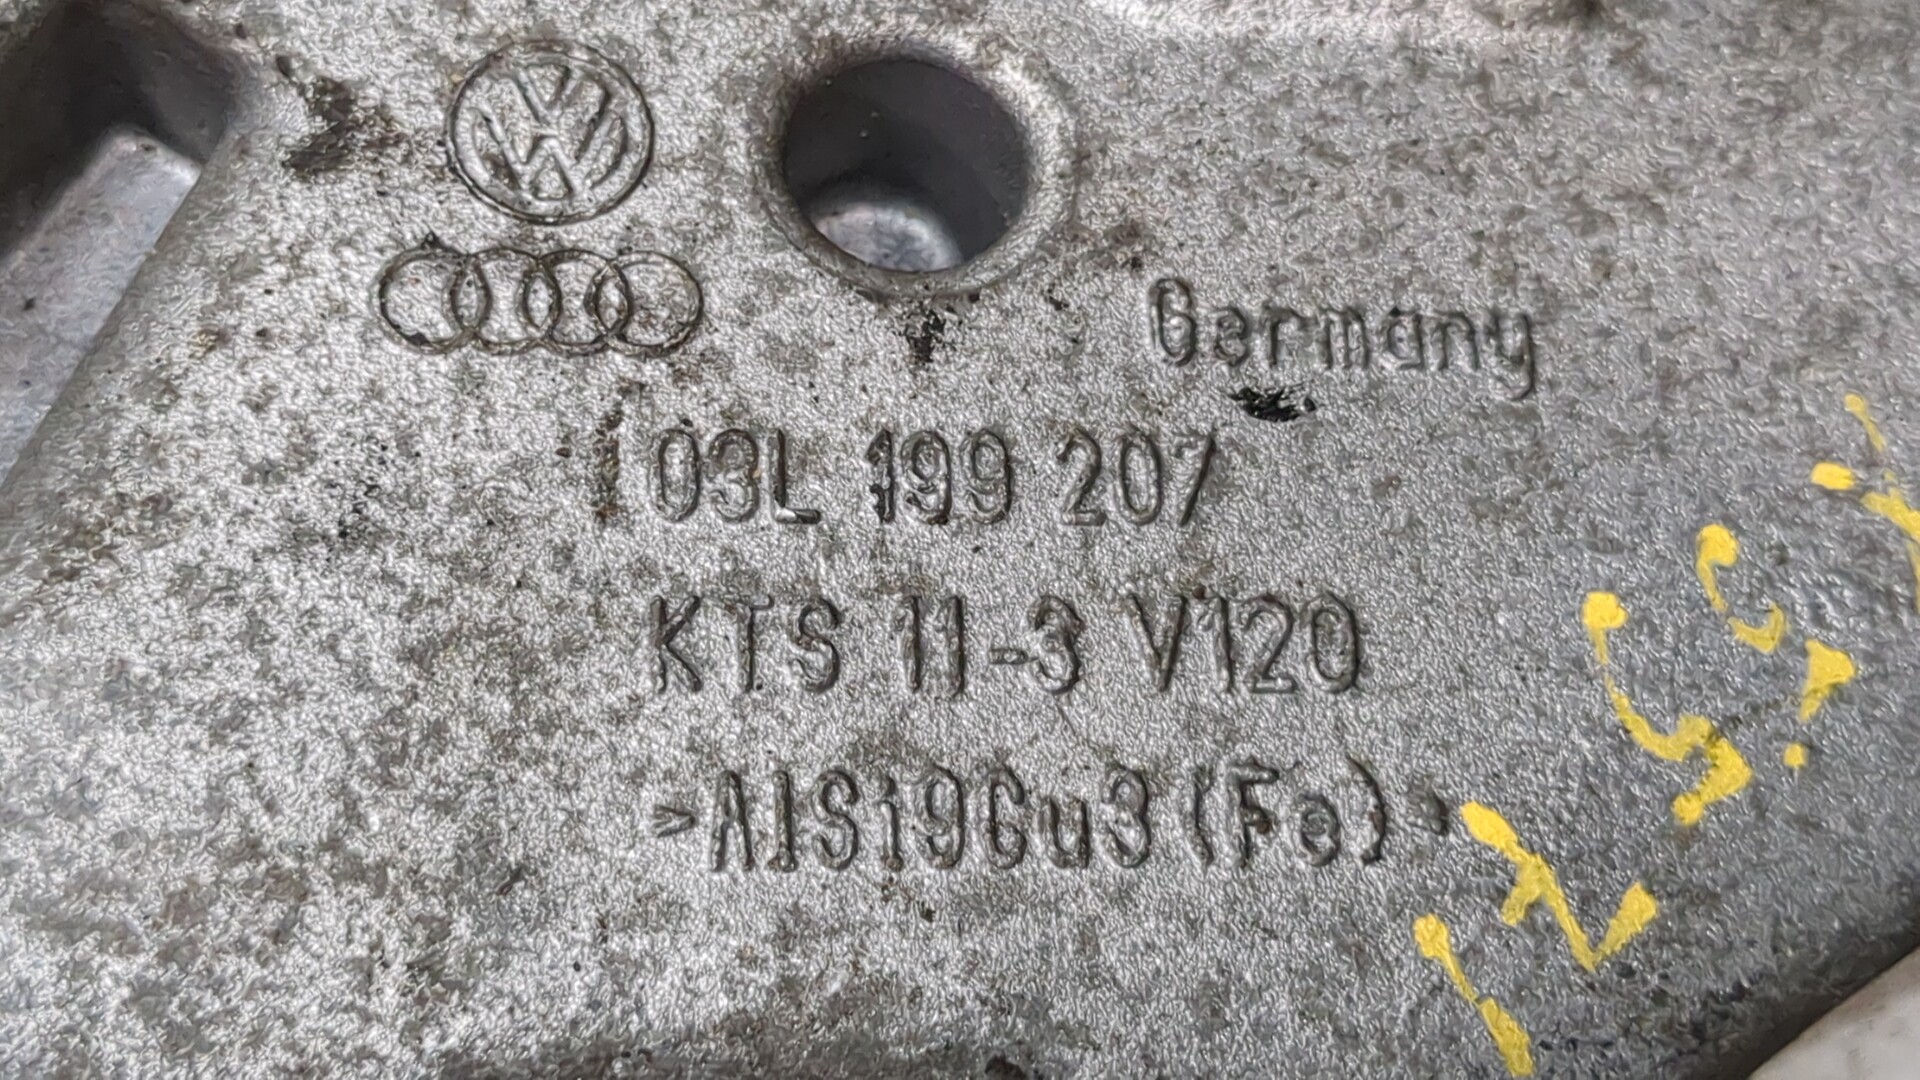 Germany
03L 199 207
KTS 11-3 V120
>AlSi9Cu3(Fe)<